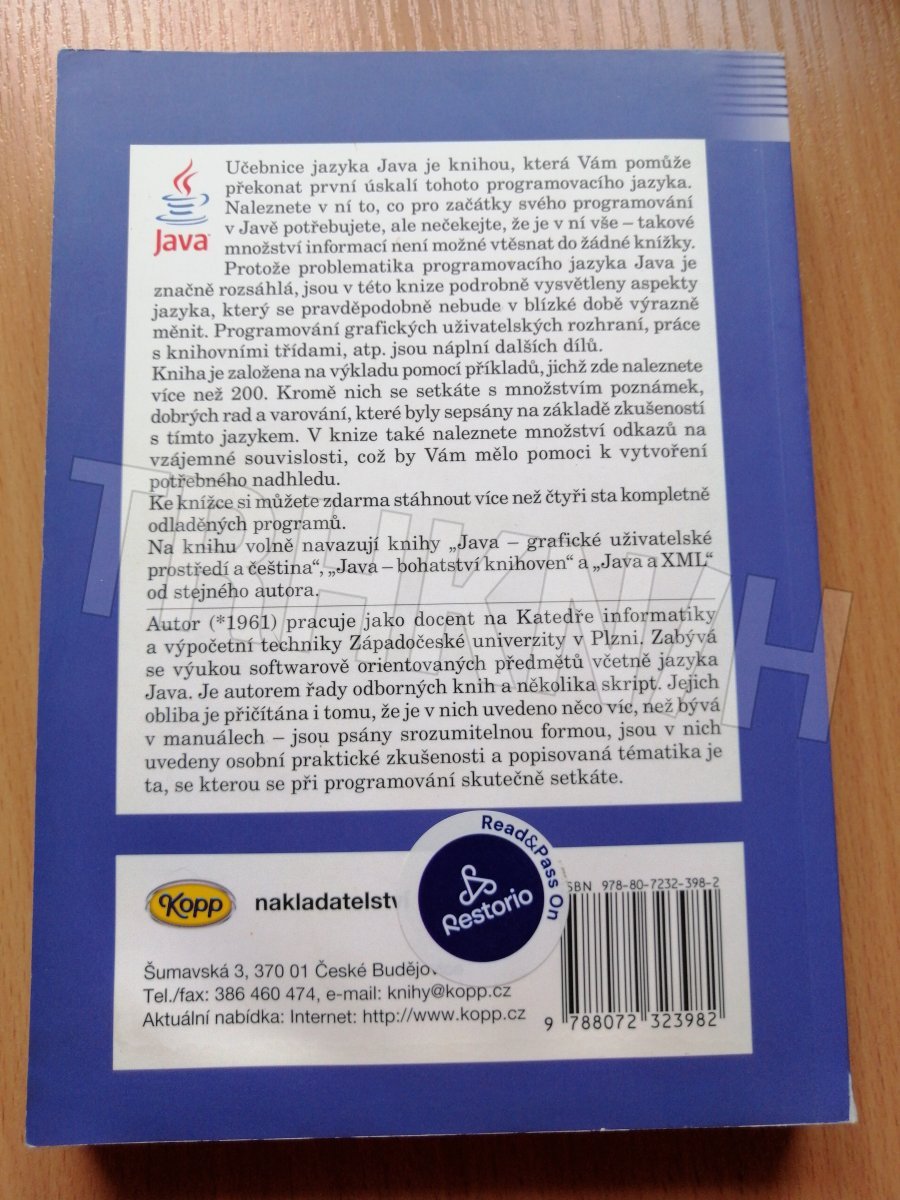 Učebnice jazyka Java je knihou, která Vám pomůže
překonat první úskalí tohoto programovacího jazyka.
Naleznete v ní to, co pro začátky svého programování
v Javě potřebujete, ale nečekejte, že je v ní vše – takové
množství informací není možné vtěsnat do žádné knížky.
Java
Protože problematika programovacího jazyka Java je
značně rozsáhlá, jsou v této knize podrobně vysvětleny aspekty
jazyka, který se pravděpodobně nebude v blízké době výrazně
měnit. Programování grafických uživatelských rozhraní, práce
s knihovními třídami, atp. jsou náplní dalších dílů.
Kniha je založena na výkladu pomocí příkladů, jichž zde naleznete
více než 200. Kromě nich se setkáte s množstvím poznámek,
dobrých rad a varování, které byly sepsány na základě zkušeností
s tímto jazykem. V knize také naleznete množství odkazů na
vzájemné souvislosti, což by Vám mělo pomoci k vytvoření
potřebného nadhledu.
Ke knížce si můžete zdarma stáhnout více než čtyři sta kompletně
odladěných programů.
Na knihu volně navazují knihy „Java – grafické uživatelské
prostředí a čeština“, „Java – bohatství knihoven“ a „Java a XML“
od stejného autora.
TRHKNIH
Autor (*1961) pracuje jako docent na Katedře informatiky
a výpočetní techniky Západočeské univerzity v Plzni. Zabývá
se výukou softwarově orientovaných předmětů včetně jazyka
Java. Je autorem řady odborných knih a několika skript. Jejich
obliba je přičítána i tomu, že je v nich uvedeno něco víc, než bývá
v manuálech – jsou psány srozumitelnou formou, jsou v nich
uvedeny osobní praktické zkušenosti a popisovaná tématika je
ta, se kterou se při programování skutečně setkáte.
Read&Pass On
Restorio
Kopp
nakladatelstv
Šumavská 3, 370 01 České Budějov
Tel./fax: 386 460 474, e-mail: knihy@kopp.cz
Aktuální nabídka: Internet: http://www.kopp.cz
SBN 978-80-7232-398-2
9 788072 323982